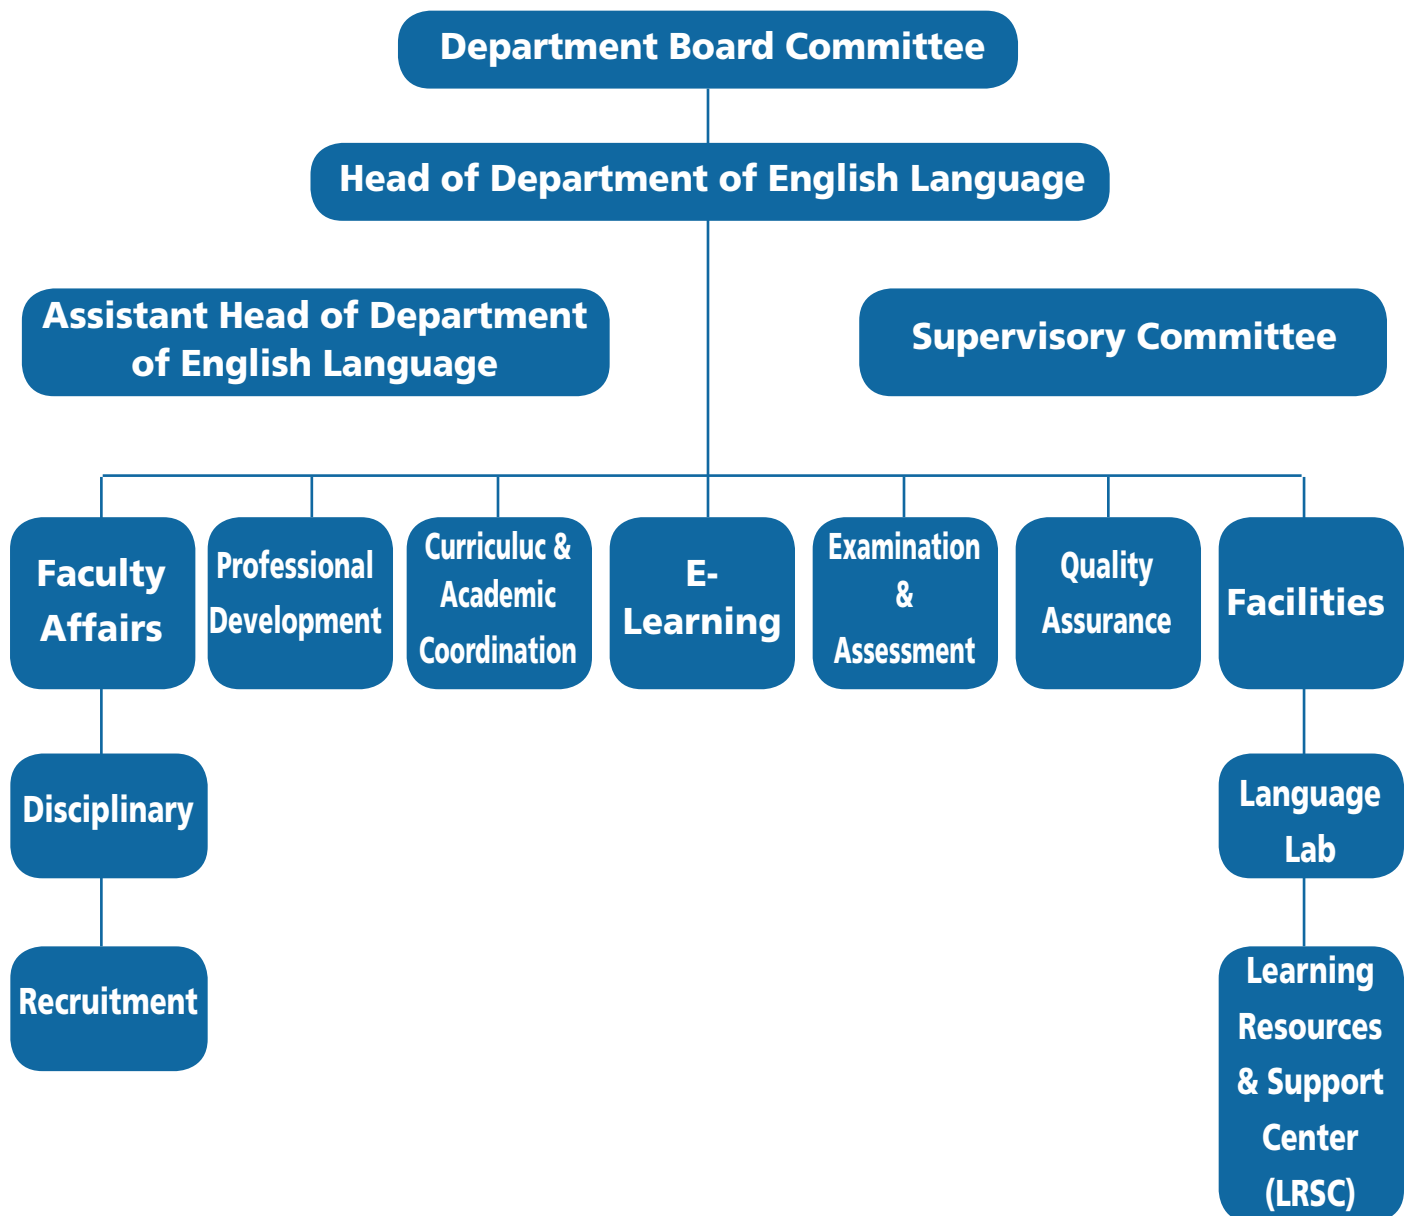 Department Board Committee
Head of Department of English Language
Assistant Head of Department
of English Language
Supervisory Committee
Faculty
Affairs
Professional
Development
Curriculuc &
Academic
Coordination
E-
Learning
Examination
&
Assessment
Quality
Assurance
Facilities
Disciplinary
Language
Lab
Recruitment
Learning
Resources
& Support
Center
(LRSC)